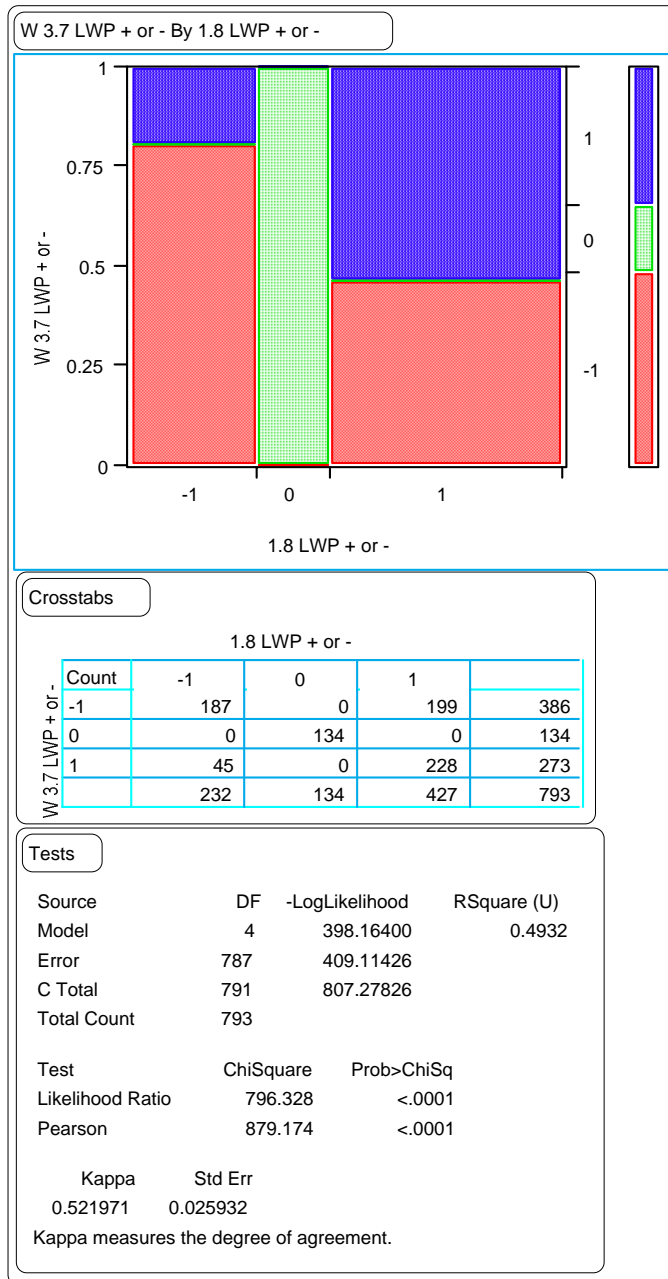 W 3.7 LWP + or - By 1.8 LWP + or -
1
0.75
0.5
0.25
0
W 3.7 LWP + or -
1
0
-1
-1 0 1
1.8 LWP + or -
Crosstabs
1.8 LWP + or -
W 3.7 LWP + or -
Count -1 0 1
-1 187 0 199 386
0 0 134 0 134
1 45 0 228 273
232 134 427 793
Tests
Source DF -LogLikelihood RSquare (U)
Model 4 398.16400 0.4932
Error 787 409.11426
C Total 791 807.27826
Total Count 793
Test ChiSquare Prob>ChiSq
Likelihood Ratio 796.328 <.0001
Pearson 879.174 <.0001
Kappa Std Err
0.521971 0.025932
Kappa measures the degree of agreement.